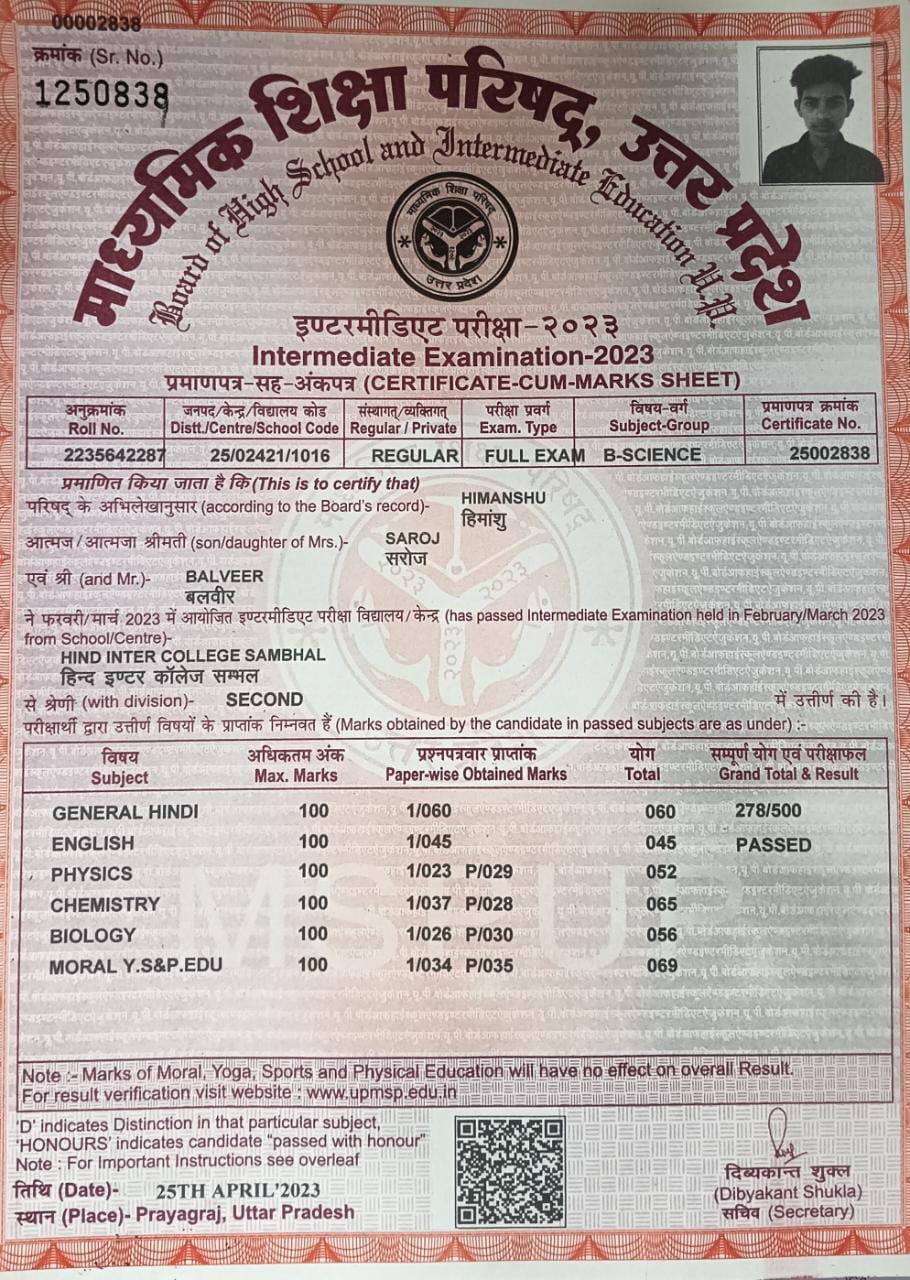 00002838
क्रमांक (Sr. No.)
1250838
माध्यमिक शिक्षा परिषद्, उत्तर प्रदेश
Board of High School and Intermediate Education U.P.
माध्यमिक शिक्षा परिषद्
उत्तर प्रदेश
इण्टरमीडिएट परीक्षा-२०२३
Intermediate Examination-2023
प्रमाणपत्र-सह-अंकपत्र (CERTIFICATE-CUM-MARKS SHEET)
अनुक्रमांक जनपद/केन्द्र/विद्यालय कोड संस्थागत/व्यक्तिगत् परीक्षा प्रवर्ग विषय-वर्ग प्रमाणपत्र क्रमांक
Roll No. Distt./Centre/School Code Regular / Private Exam. Type Subject-Group Certificate No.
2235642287 25/02421/1016 REGULAR FULL EXAM B-SCIENCE 25002838
प्रमाणित किया जाता है कि (This is to certify that)
HIMANSHU
परिषद् के अभिलेखानुसार (according to the Board's record)-
हिमांशु
SAROJ
आत्मज/आत्मजा श्रीमती (son/daughter of Mrs.)-
सरोज
एवं श्री (and Mr.)- BALVEER
बलवीर
ने फरवरी/मार्च 2023 में आयोजित इण्टरमीडिएट परीक्षा विद्यालय/केन्द्र (has passed Intermediate Examination held in February/March 2023
from School/Centre)-
HIND INTER COLLEGE SAMBHAL
हिन्द इण्टर कॉलेज सम्भल
से श्रेणी (with division)- SECOND में उत्तीर्ण की है।
परीक्षार्थी द्वारा उत्तीर्ण विषयों के प्राप्तांक निम्नवत हैं (Marks obtained by the candidate in passed subjects are as under) :-
विषय अधिकतम अंक प्रश्नपत्रवार प्राप्तांक योग सम्पूर्ण योग एवं परीक्षाफल
Subject Max. Marks Paper-wise Obtained Marks Total Grand Total & Result
GENERAL HINDI 100 1/060 060 278/500
ENGLISH 100 1/045 045 PASSED
PHYSICS 100 1/023 P/029 052
CHEMISTRY 100 1/037 P/028 065
BIOLOGY 100 1/026 P/030 056
MORAL Y.S&P.EDU 100 1/034 P/035 069
MSPUP
Note :- Marks of Moral, Yoga, Sports and Physical Education will have no effect on overall Result.
For result verification visit website : www.upmsp.edu.in
'D' indicates Distinction in that particular subject,
'HONOURS' indicates candidate "passed with honour"
Note : For Important Instructions see overleaf
तिथि (Date)- 25TH APRIL'2023
स्थान (Place)- Prayagraj, Uttar Pradesh
दिब्यकान्त शुक्ल
(Dibyakant Shukla)
सचिव (Secretary)